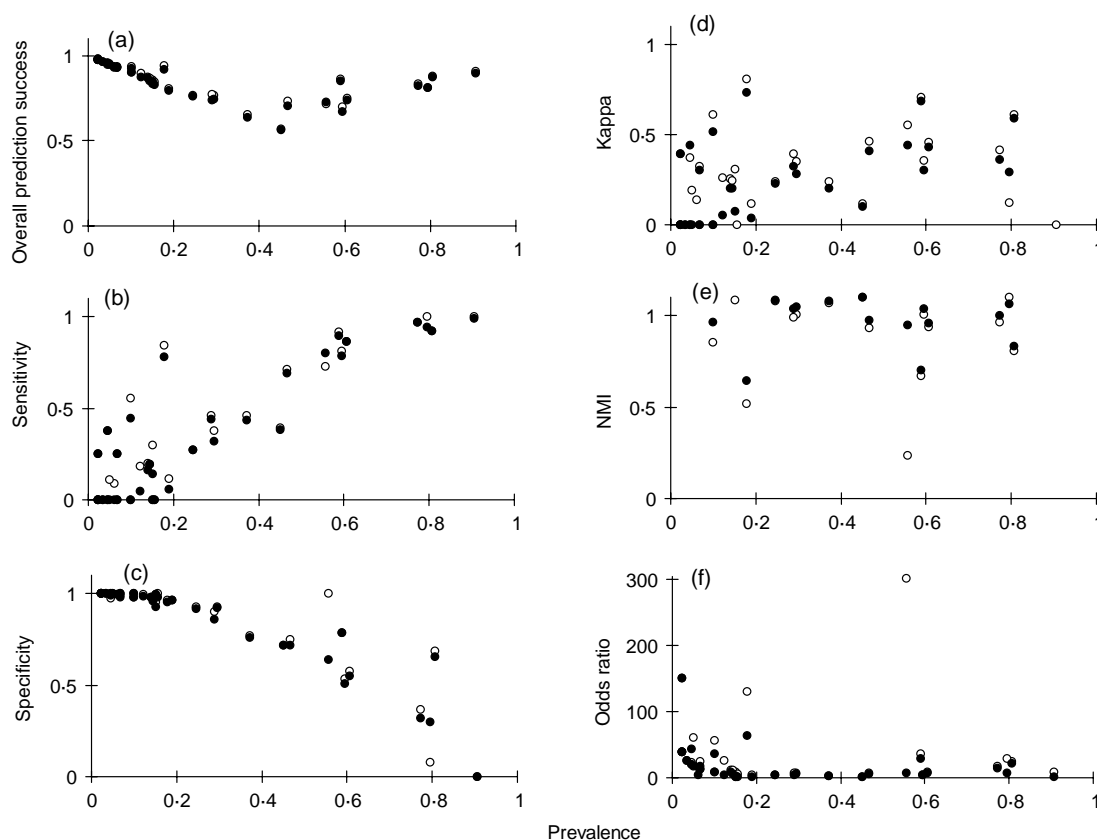 (a)
Overall prediction success
1
0·5
0
0 0·2 0·4 0·6 0·8 1
(b)
Sensitivity
1
0·5
0
0 0·2 0·4 0·6 0·8 1
(c)
Specificity
1
0·5
0
0 0·2 0·4 0·6 0·8 1
(d)
Kappa
1
0·5
0
0 0·2 0·4 0·6 0·8 1
(e)
NMI
1
0·5
0
0 0·2 0·4 0·6 0·8 1
(f)
Odds ratio
300
200
100
0
0 0·2 0·4 0·6 0·8 1
Prevalence